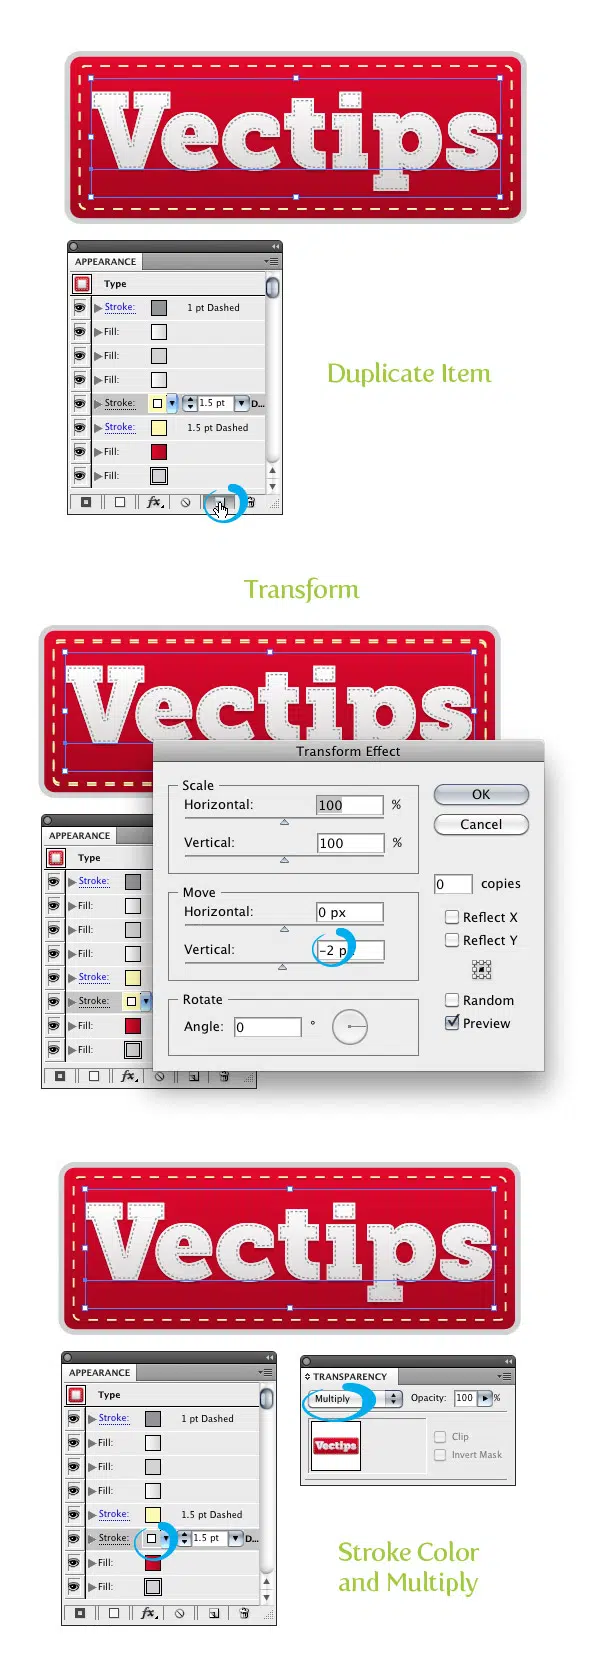 Vectips
APPEARANCE
Type
Stroke: 1 pt Dashed
Fill:
Fill:
Fill:
Stroke: 1.5 pt D...
Stroke: 1.5 pt Dashed
Fill:
Fill:
fx
Duplicate Item
Transform
Vectips
Transform Effect
Scale
Horizontal: 100 %
Vertical: 100 %
OK
Cancel
0 copies
Move
Horizontal: 0 px
Vertical: -2 p
Reflect X
Reflect Y
Random
Preview
Rotate
Angle: 0 °
APPEARANCE
Type
Stroke:
Fill:
Fill:
Fill:
Stroke:
Stroke:
Fill:
Fill:
fx
Vectips
APPEARANCE
Type
Stroke: 1 pt Dashed
Fill:
Fill:
Fill:
Stroke: 1.5 pt Dashed
Stroke: 1.5 pt D...
Fill:
Fill:
fx
TRANSPARENCY
Multiply Opacity: 100 %
Vectips
Clip
Invert Mask
Stroke Color
and Multiply